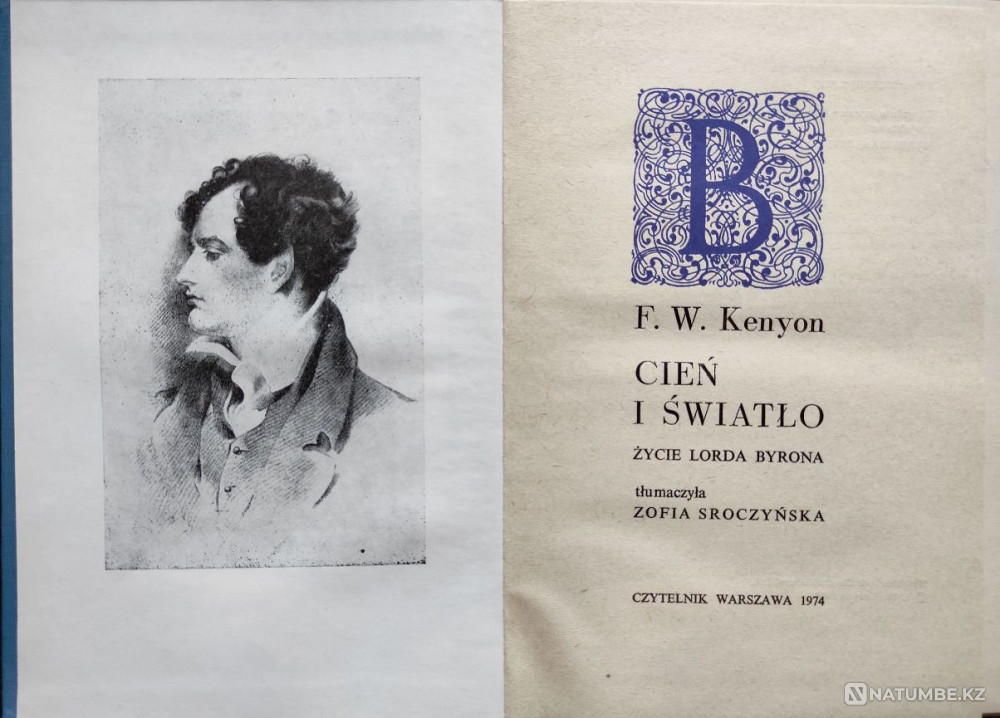 B
F. W. Kenyon
CIEŃ
I ŚWIATŁO
ŻYCIE LORDA BYRONA
tłumaczyła
ZOFIA SROCZYŃSKA
CZYTELNIK WARSZAWA 1974
NATUMBE.KZ